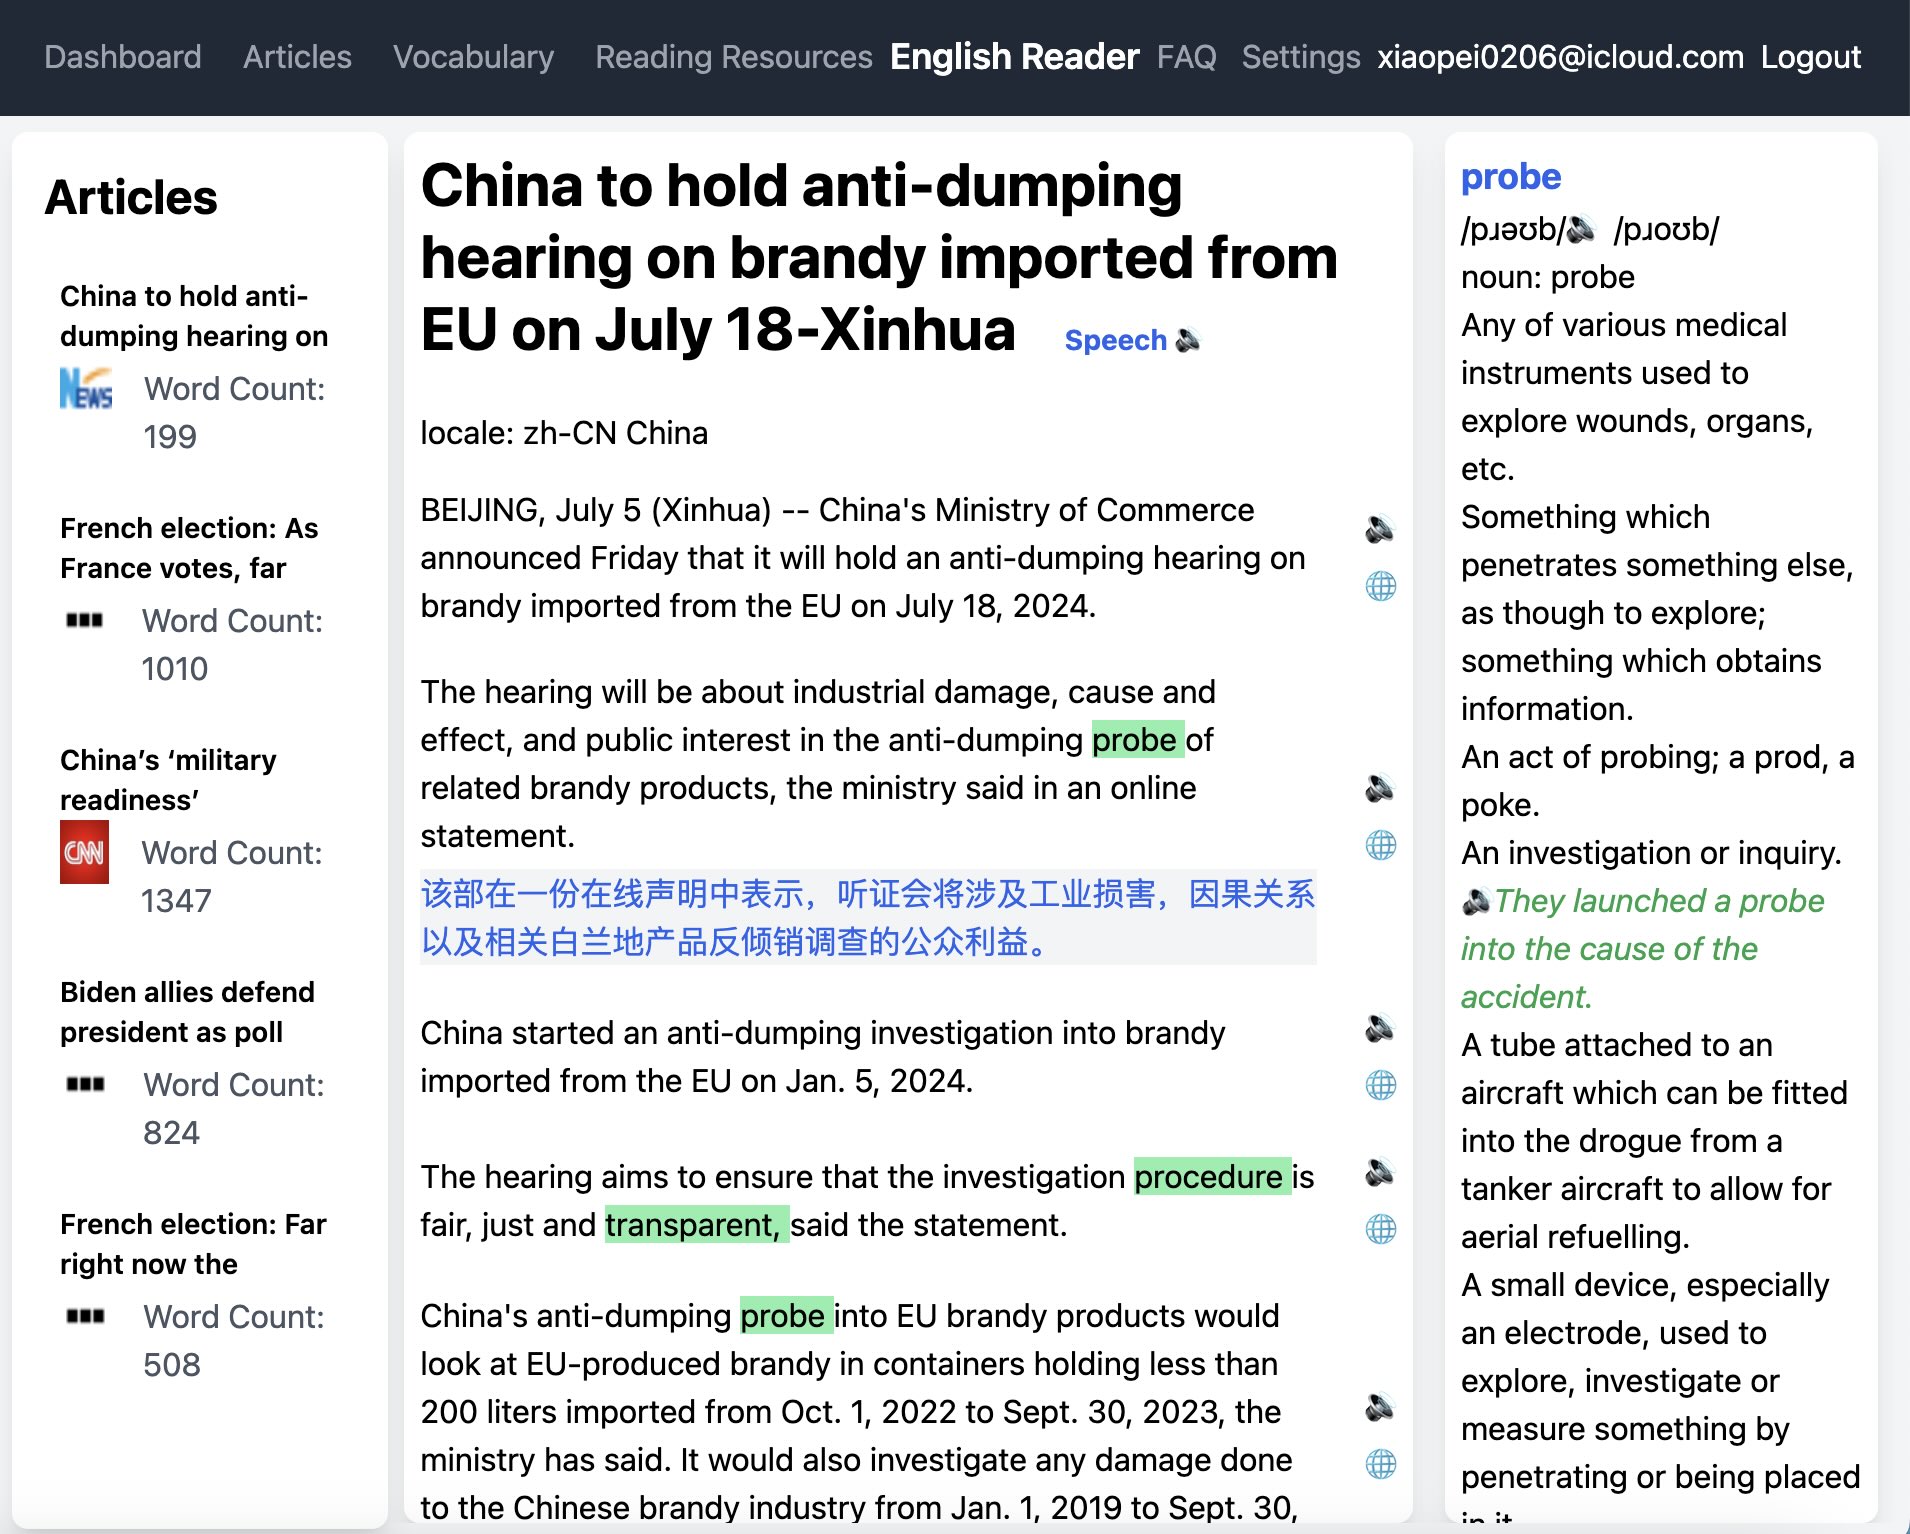 Dashboard Articles Vocabulary Reading Resources English Reader FAQ Settings xiaopei0206@icloud.com Logout
Articles
China to hold anti-
dumping hearing on
NEWS
Word Count:
199
French election: As
France votes, far
Word Count:
1010
China’s ‘military
readiness’
CNN
Word Count:
1347
Biden allies defend
president as poll
Word Count:
824
French election: Far
right now the
Word Count:
508
China to hold anti-dumping
hearing on brandy imported from
EU on July 18-Xinhua Speech
locale: zh-CN China
BEIJING, July 5 (Xinhua) -- China's Ministry of Commerce
announced Friday that it will hold an anti-dumping hearing on
brandy imported from the EU on July 18, 2024.
The hearing will be about industrial damage, cause and
effect, and public interest in the anti-dumping probe of
related brandy products, the ministry said in an online
statement.
该部在一份在线声明中表示，听证会将涉及工业损害，因果关系
以及相关白兰地产品反倾销调查的公众利益。
China started an anti-dumping investigation into brandy
imported from the EU on Jan. 5, 2024.
The hearing aims to ensure that the investigation procedure is
fair, just and transparent, said the statement.
China's anti-dumping probe into EU brandy products would
look at EU-produced brandy in containers holding less than
200 liters imported from Oct. 1, 2022 to Sept. 30, 2023, the
ministry has said. It would also investigate any damage done
to the Chinese brandy industry from Jan. 1, 2019 to Sept. 30,
probe
/pɹəʊb/ /pɹoʊb/
noun: probe
Any of various medical
instruments used to
explore wounds, organs,
etc.
Something which
penetrates something else,
as though to explore;
something which obtains
information.
An act of probing; a prod, a
poke.
An investigation or inquiry.
They launched a probe
into the cause of the
accident.
A tube attached to an
aircraft which can be fitted
into the drogue from a
tanker aircraft to allow for
aerial refuelling.
A small device, especially
an electrode, used to
explore, investigate or
measure something by
penetrating or being placed
in it